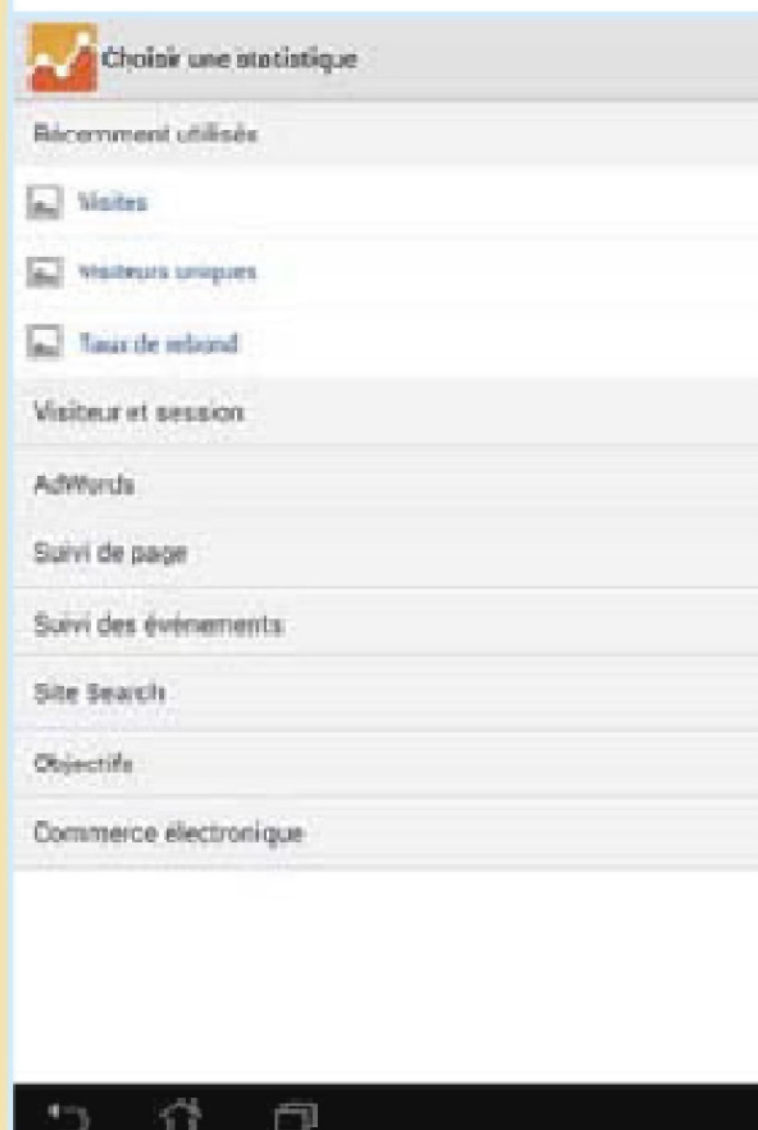 Choisir une statistique
Récemment utilisés
Visites
Visiteurs uniques
Taux de rebond
Visiteur et session
AdWords
Suivi de page
Suivi des événements
Site Search
Objectifs
Commerce électronique